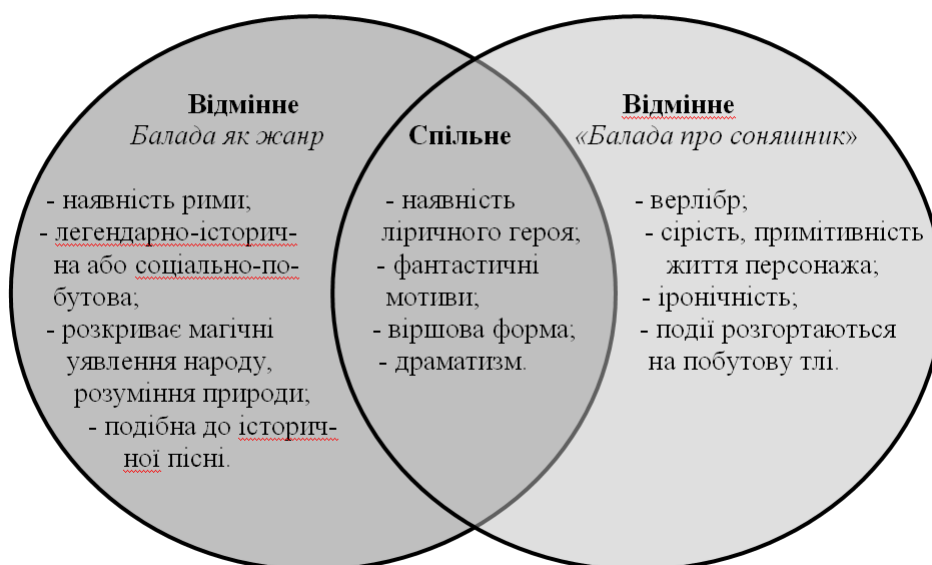 Відмінне
Балада як жанр
- наявність рими;
- легендарно-історич-
на або соціально-по-
бутова;
- розкриває магічні
уявлення народу,
розуміння природи;
- подібна до історич-
ної пісні.
Спільне
- наявність
ліричного героя;
- фантастичні
мотиви;
- віршова форма;
- драматизм.
Відмінне
«Балада про соняшник»
- верлібр;
- сірість, примітивність
життя персонажа;
- іронічність;
- події розгортаються
на побутову тлі.